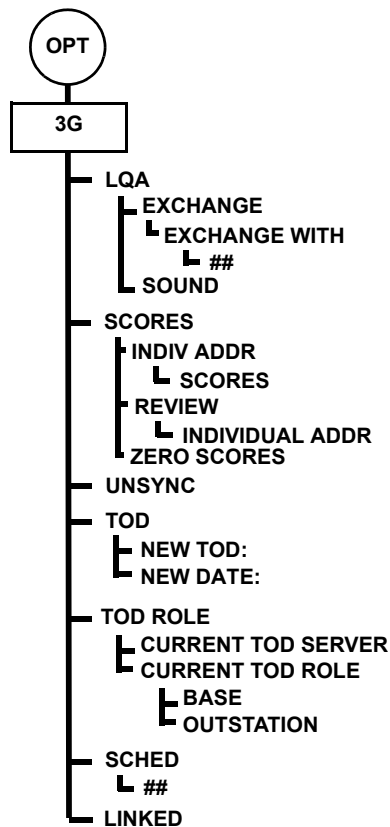 OPT
3G
LQA
EXCHANGE
EXCHANGE WITH
##
SOUND
SCORES
INDIV ADDR
SCORES
REVIEW
INDIVIDUAL ADDR
ZERO SCORES
UNSYNC
TOD
NEW TOD:
NEW DATE:
TOD ROLE
CURRENT TOD SERVER
CURRENT TOD ROLE
BASE
OUTSTATION
SCHED
##
LINKED